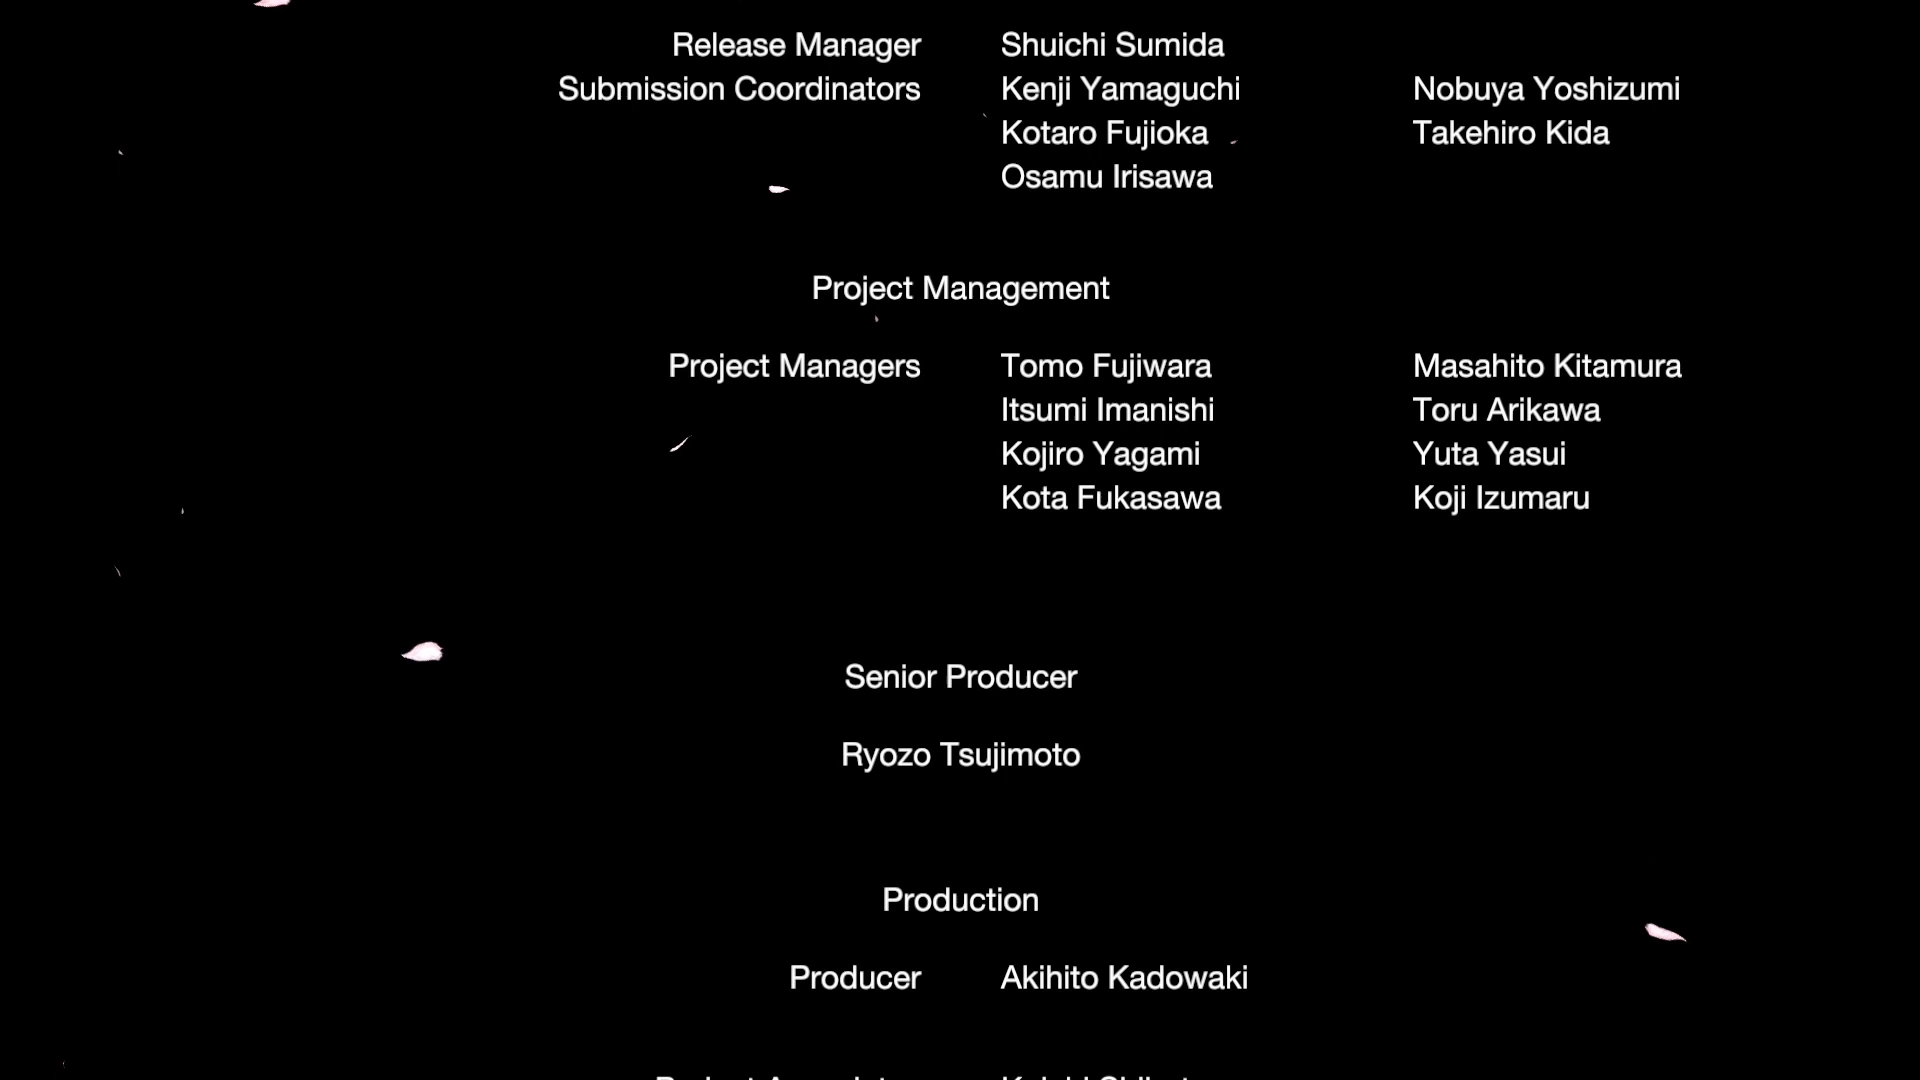 Release Manager Shuichi Sumida
Submission Coordinators Kenji Yamaguchi Nobuya Yoshizumi
Kotaro Fujioka Takehiro Kida
Osamu Irisawa
Project Management
Project Managers Tomo Fujiwara Masahito Kitamura
Itsumi Imanishi Toru Arikawa
Kojiro Yagami Yuta Yasui
Kota Fukasawa Koji Izumaru
Senior Producer
Ryozo Tsujimoto
Production
Producer Akihito Kadowaki